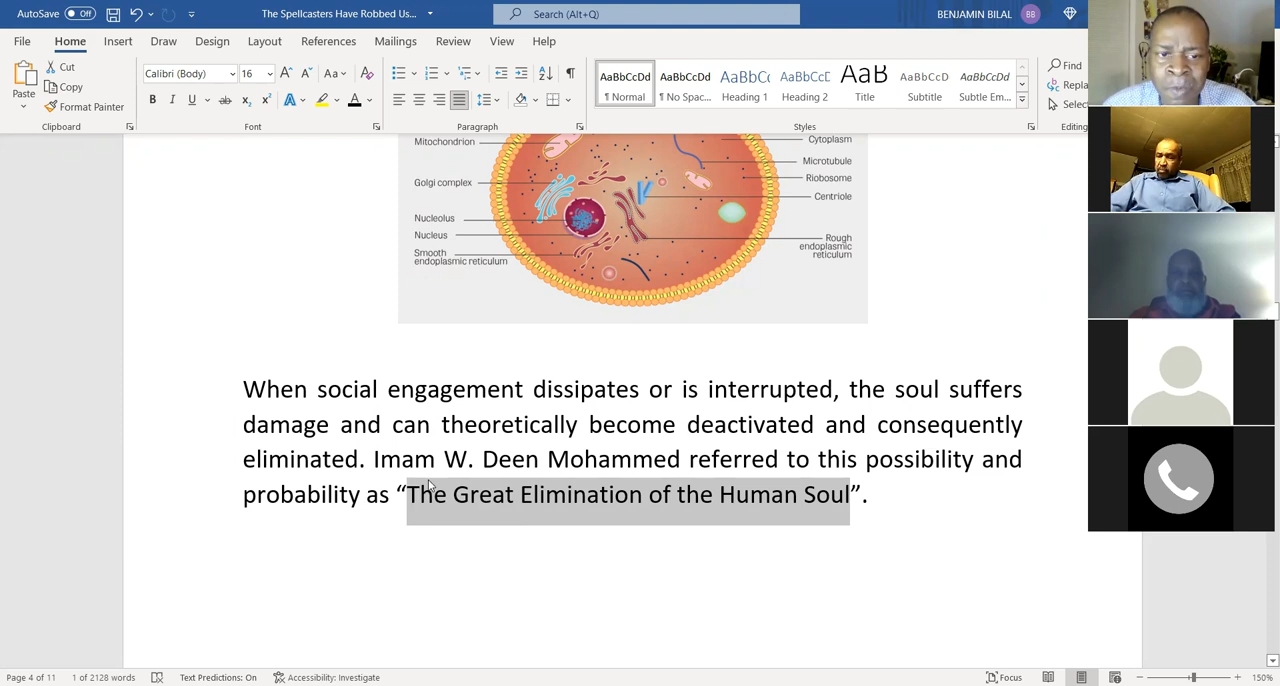 AutoSave Off
The Spellcasters Have Robbed Us...
Search (Alt+Q)
BENJAMIN BILAL BB
File Home Insert Draw Design Layout References Mailings Review View Help
Paste
Cut
Copy
Format Painter
Clipboard
Calibri (Body) 16
Font
Paragraph
AaBbCcDd ¶ Normal
AaBbCcDd ¶ No Spac...
AaBbC Heading 1
AaBbCcC Heading 2
AaB Title
AaBbCcD Subtitle
AaBbCcDd Subtle Em...
Styles
Find
Repla
Selec
Editing
Mitochondrion
Golgi complex
Nucleolus
Nucleus
Smooth
endoplasmic reticulum
Cytoplasm
Microtubule
Riobosome
Centriole
Rough
endoplasmic
reticulum
When social engagement dissipates or is interrupted, the soul suffers
damage and can theoretically become deactivated and consequently
eliminated. Imam W. Deen Mohammed referred to this possibility and
probability as “The Great Elimination of the Human Soul”.
Page 4 of 11 1 of 2128 words Text Predictions: On Accessibility: Investigate Focus 150%